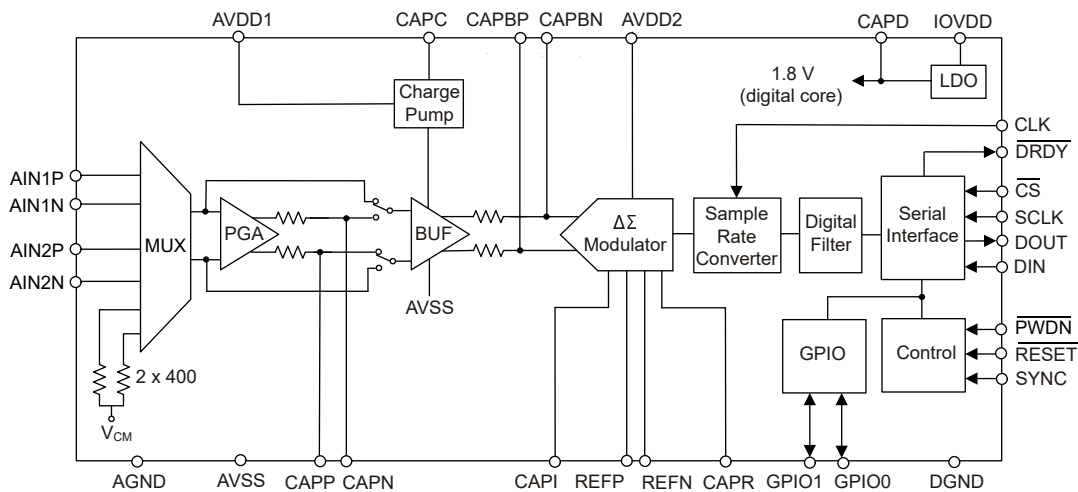 AVDD1 CAPC CAPBP CAPBN AVDD2 CAPD IOVDD
Charge
Pump
1.8 V
(digital core)
LDO
CLK
DRDY
CS
SCLK
DOUT
DIN
PWDN
RESET
SYNC
AIN1P
AIN1N
AIN2P
AIN2N
MUX
PGA
BUF
AVSS
ΔΣ
Modulator
Sample
Rate
Converter
Digital
Filter
Serial
Interface
GPIO
Control
2 x 400
VCM
AGND AVSS CAPP CAPN CAPI REFP REFN CAPR GPIO1 GPIO0 DGND